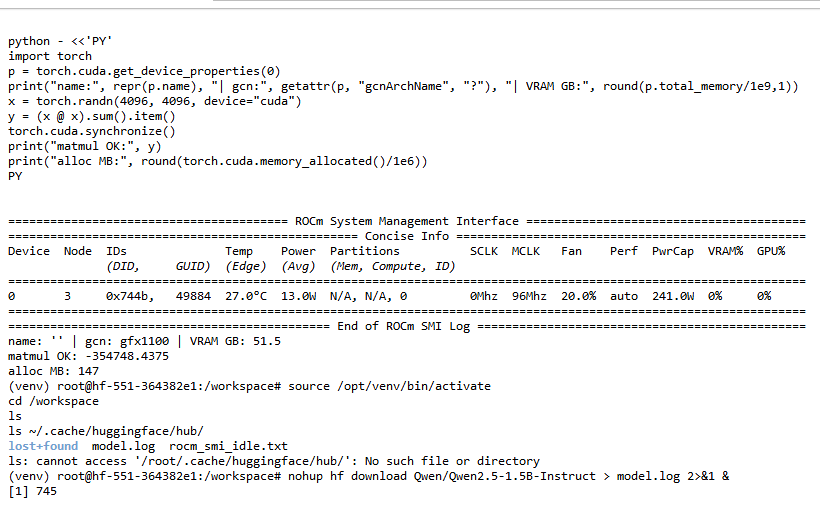 python - <<'PY'
import torch
p = torch.cuda.get_device_properties(0)
print("name:", repr(p.name), "| gcn:", getattr(p, "gcnArchName", "?"), "| VRAM GB:", round(p.total_memory/1e9,1))
x = torch.randn(4096, 4096, device="cuda")
y = (x @ x).sum().item()
torch.cuda.synchronize()
print("matmul OK:", y)
print("alloc MB:", round(torch.cuda.memory_allocated()/1e6))
PY
======================================== ROCm System Management Interface ========================================
================================================== Concise Info ==================================================
Device  Node  IDs              Temp    Power  Partitions          SCLK  MCLK   Fan    Perf  PwrCap  VRAM%  GPU%
              (DID,     GUID)  (Edge)  (Avg)  (Mem, Compute, ID)
==================================================================================================================
0       3     0x744b,   49884  27.0°C  13.0W  N/A, N/A, 0         0Mhz  96Mhz  20.0%  auto  241.0W  0%     0%
==================================================================================================================
============================================== End of ROCm SMI Log ===============================================
name: '' | gcn: gfx1100 | VRAM GB: 51.5
matmul OK: -354748.4375
alloc MB: 147
(venv) root@hf-551-364382e1:/workspace# source /opt/venv/bin/activate
cd /workspace
ls
ls ~/.cache/huggingface/hub/
lost+found  model.log  rocm_smi_idle.txt
ls: cannot access '/root/.cache/huggingface/hub/': No such file or directory
(venv) root@hf-551-364382e1:/workspace# nohup hf download Qwen/Qwen2.5-1.5B-Instruct > model.log 2>&1 &
[1] 745